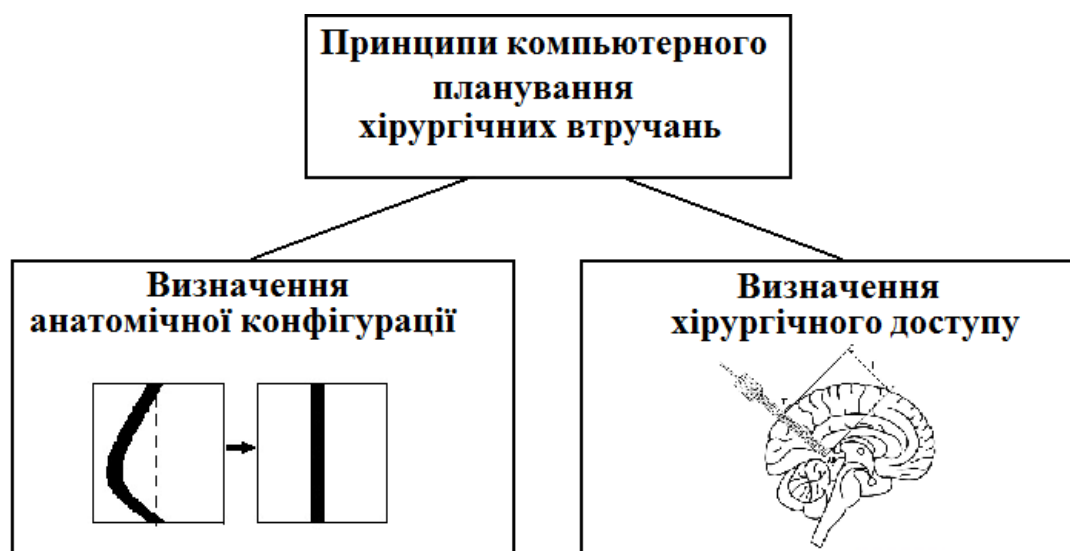 Принципи компьютерного
планування
хірургічних втручань
Визначення
анатомічної конфігурації
Визначення
хірургічного доступу